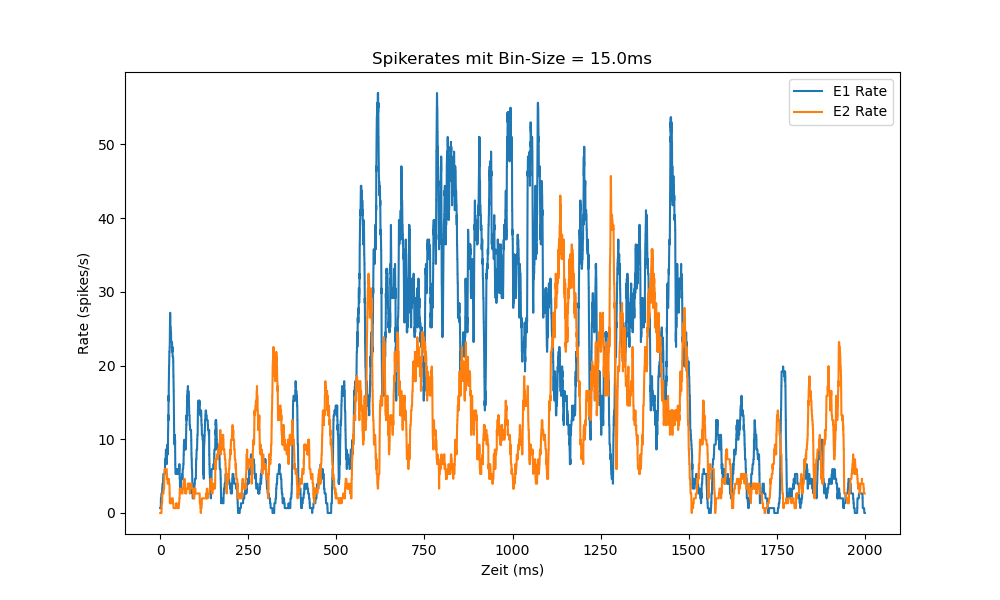 Spikerates mit Bin-Size = 15.0ms
E1 Rate
E2 Rate
Rate (spikes/s)
50
40
30
20
10
0
0 250 500 750 1000 1250 1500 1750 2000
Zeit (ms)